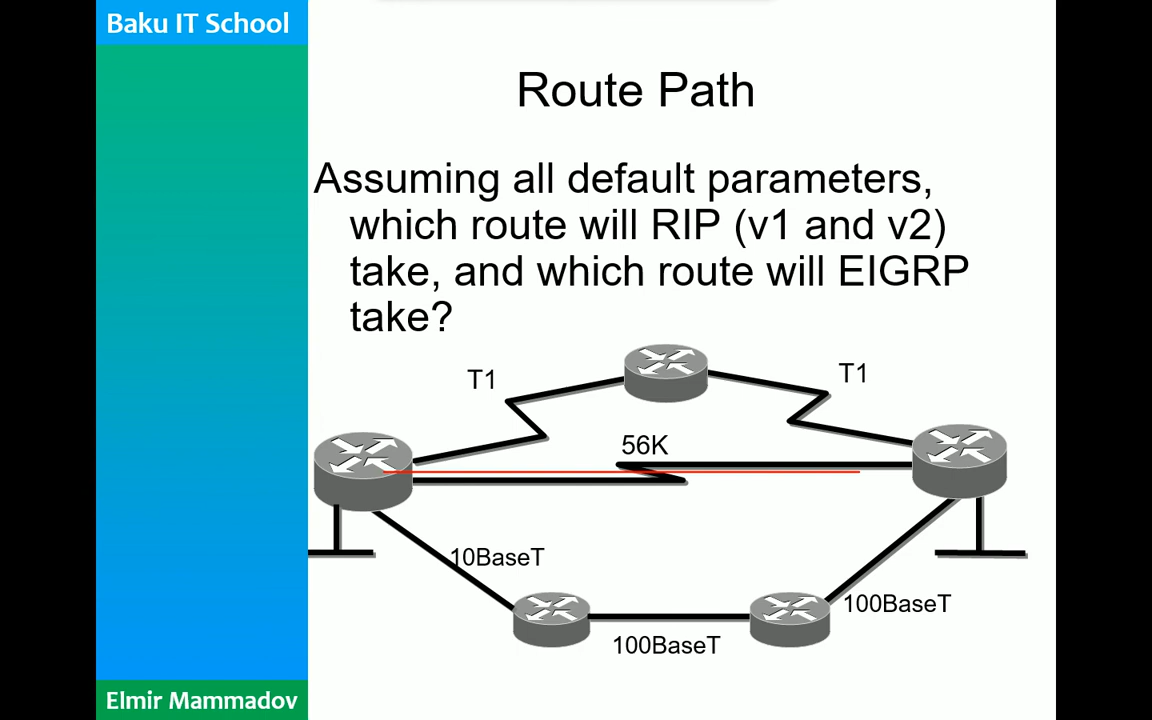 Baku IT School
Route Path
Assuming all default parameters,
which route will RIP (v1 and v2)
take, and which route will EIGRP
take?
T1
T1
56K
10BaseT
100BaseT
100BaseT
Elmir Mammadov